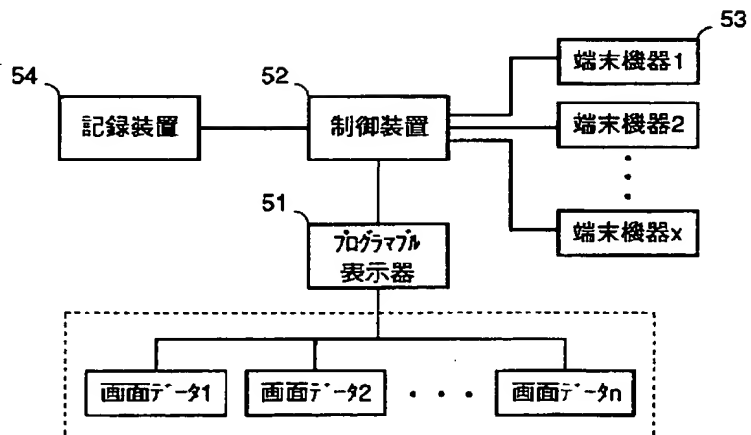 53
54
52
端末機器1
記録装置
制御装置
端末機器2
51
端末機器x
プログラマブル
表示器
画面データ1
画面データ2
・・・
画面データn